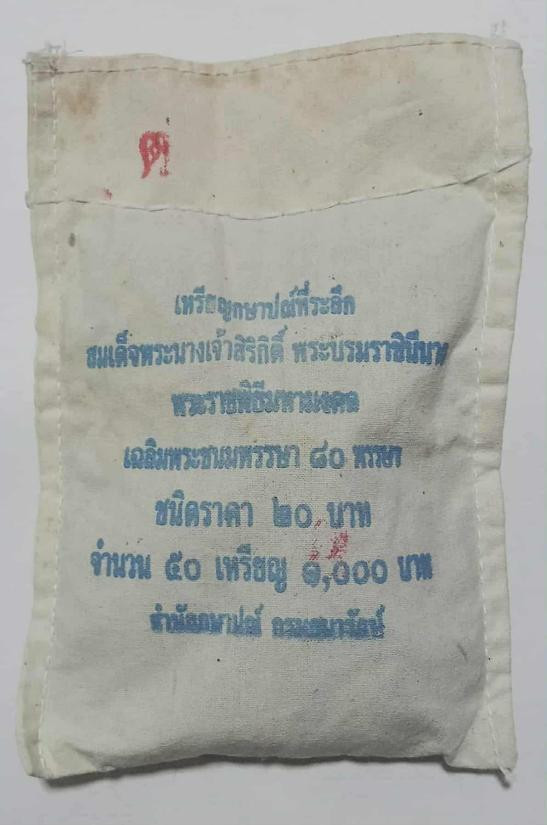 เหรียญกษาปณ์ที่ระลึก
สมเด็จพระนางเจ้าสิริกิติ์ พระบรมราชินีนาถ
พระราชพิธีมหามงคล
เฉลิมพระชนมพรรษา ๘๐ พรรษา
ชนิดราคา ๒๐ บาท
จำนวน ๕๐ เหรียญ ๑,๐๐๐ บาท
สำนักกษาปณ์ กรมธนารักษ์